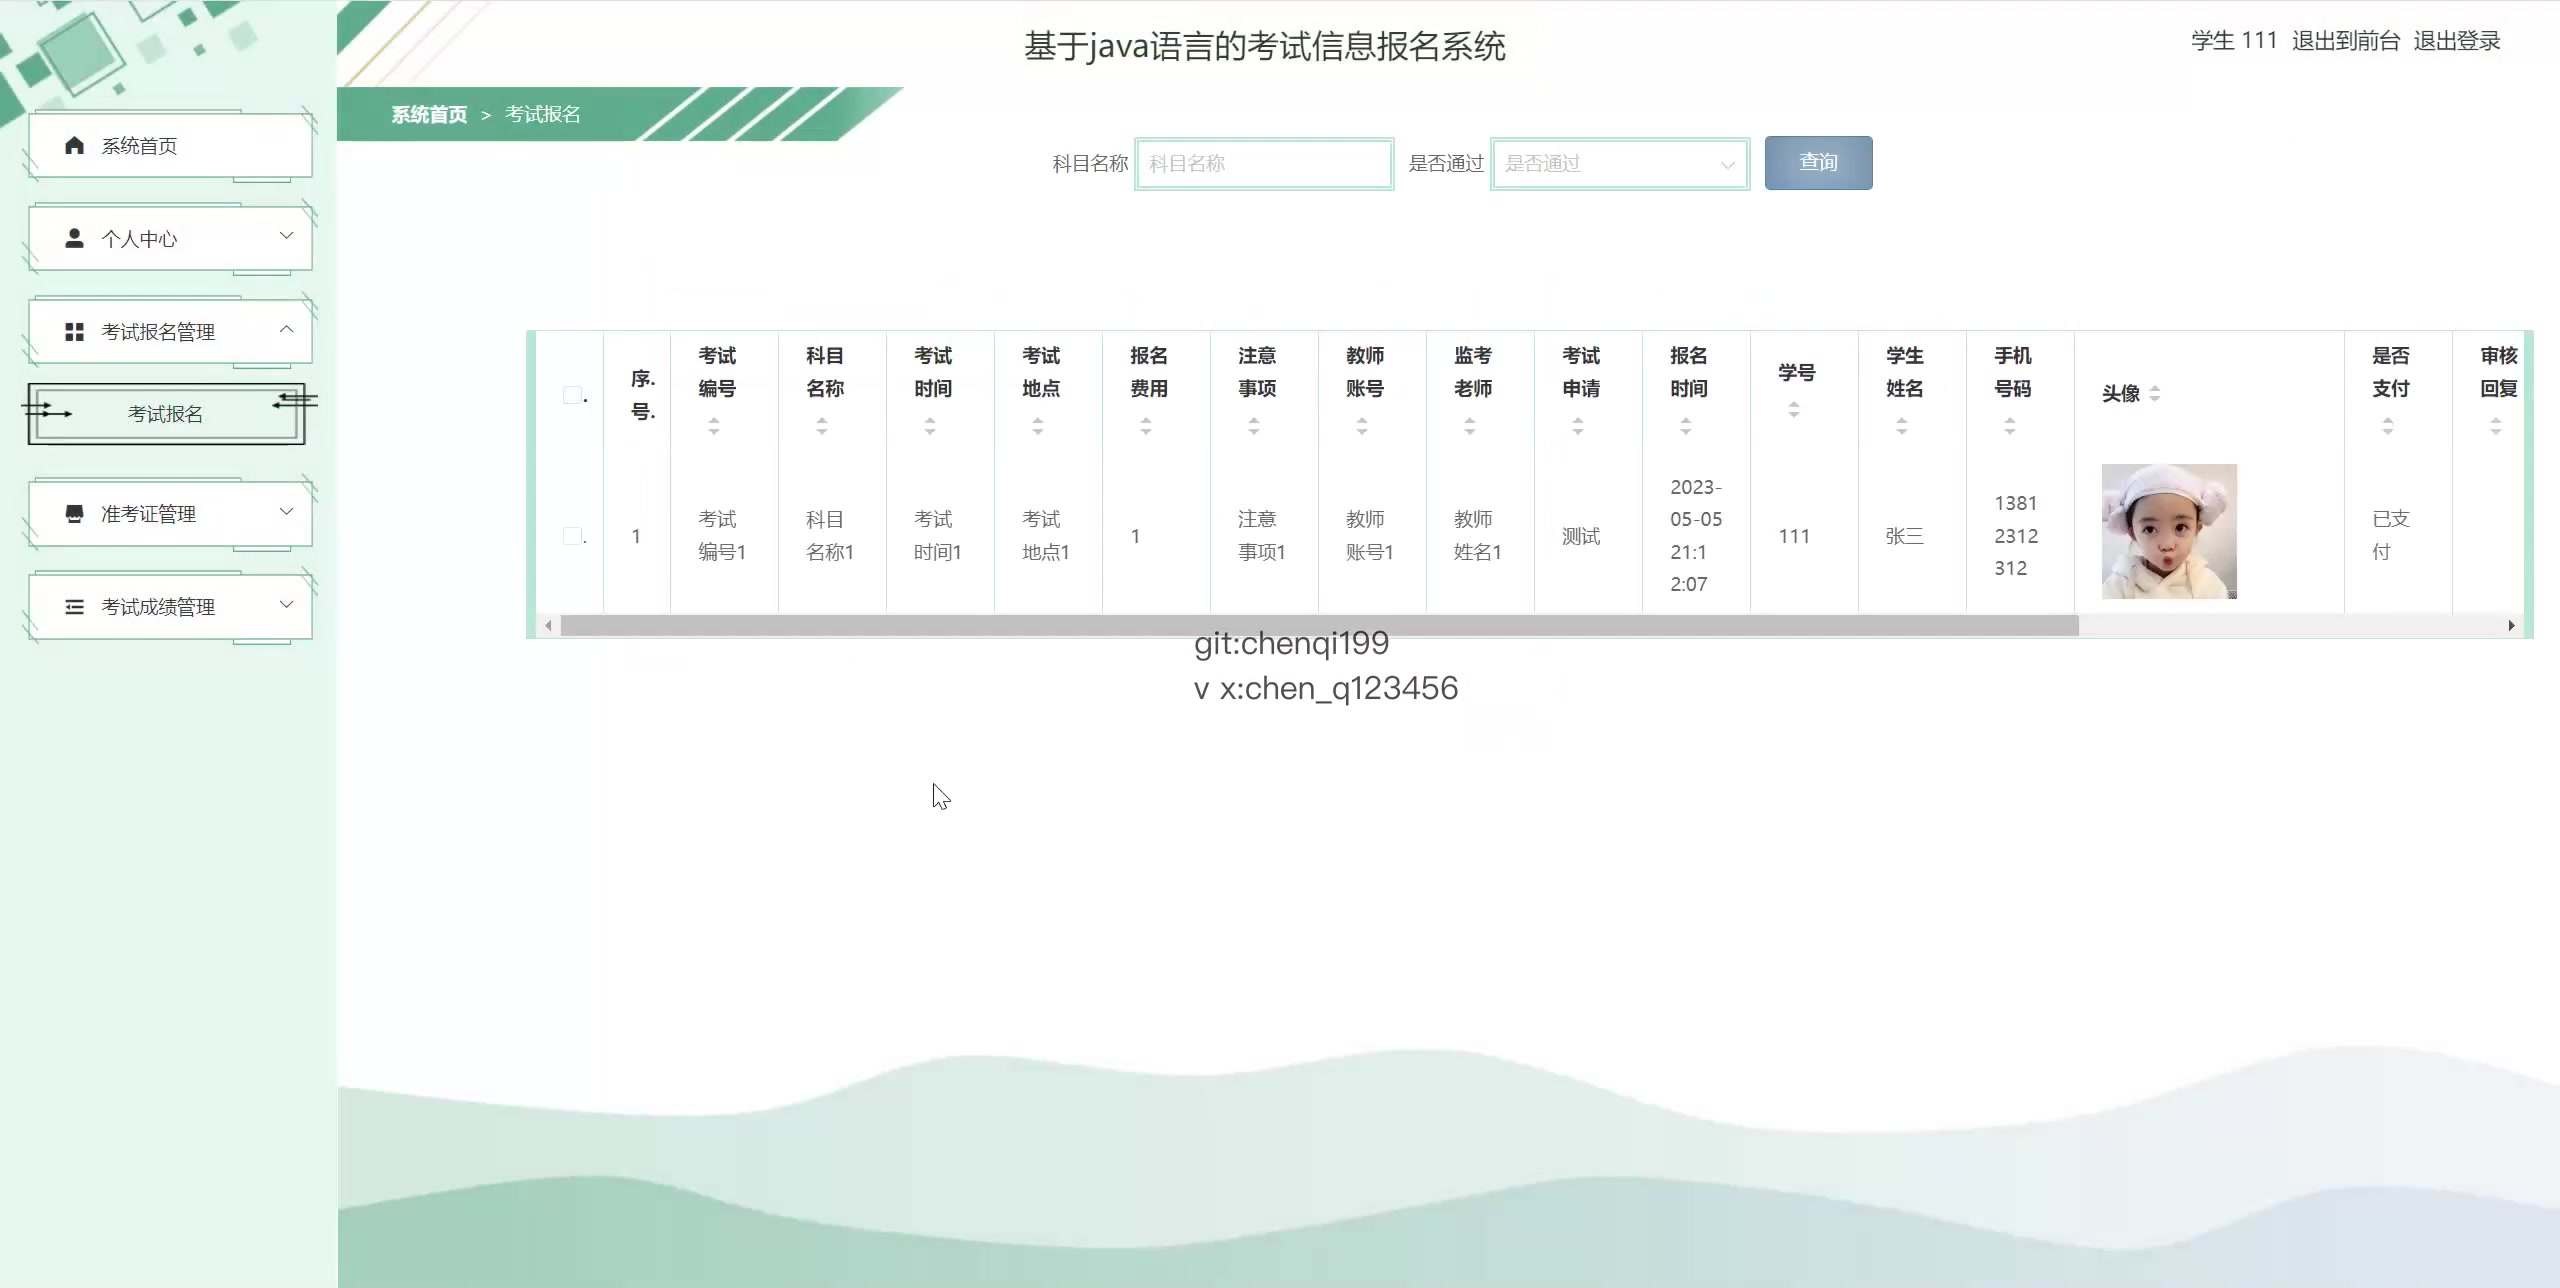 基于java语言的考试信息报名系统
学生 111 退出到前台 退出登录
系统首页 > 考试报名
系统首页
个人中心
考试报名管理
考试报名
准考证管理
考试成绩管理
科目名称 科目名称 是否通过 是否通过 查询
序.号. 考试编号 科目名称 考试时间 考试地点 报名费用 注意事项 教师账号 监考老师 考试申请 报名时间 学号 学生姓名 手机号码 头像 是否支付 审核回复
1 考试编号1 科目名称1 考试时间1 考试地点1 1 注意事项1 教师账号1 教师姓名1 测试 2023-05-05 21:12:07 111 张三 13812312312 已支付
git:chenqi199
v x:chen_q123456